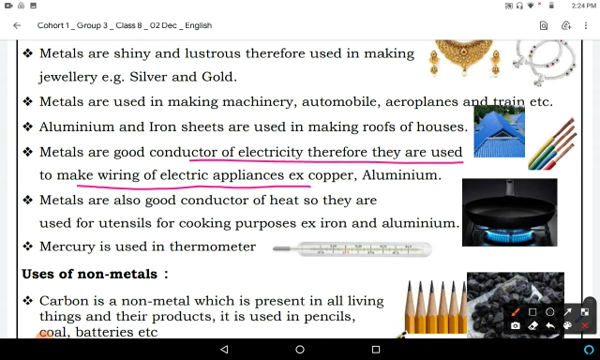 2:24 PM
Cohort 1 _ Group 3 _ Class 8 _ 02 Dec _ English
❖ Metals are shiny and lustrous therefore used in making
jewellery e.g. Silver and Gold.
❖ Metals are used in making machinery, automobile, aeroplanes and train etc.
❖ Aluminium and Iron sheets are used in making roofs of houses.
❖ Metals are good conductor of electricity therefore they are used
to make wiring of electric appliances ex copper, Aluminium.
❖ Metals are also good conductor of heat so they are
used for utensils for cooking purposes ex iron and aluminium.
❖ Mercury is used in thermometer
Uses of non-metals :
❖ Carbon is a non-metal which is present in all living
things and their products, it is used in pencils,
coal, batteries etc